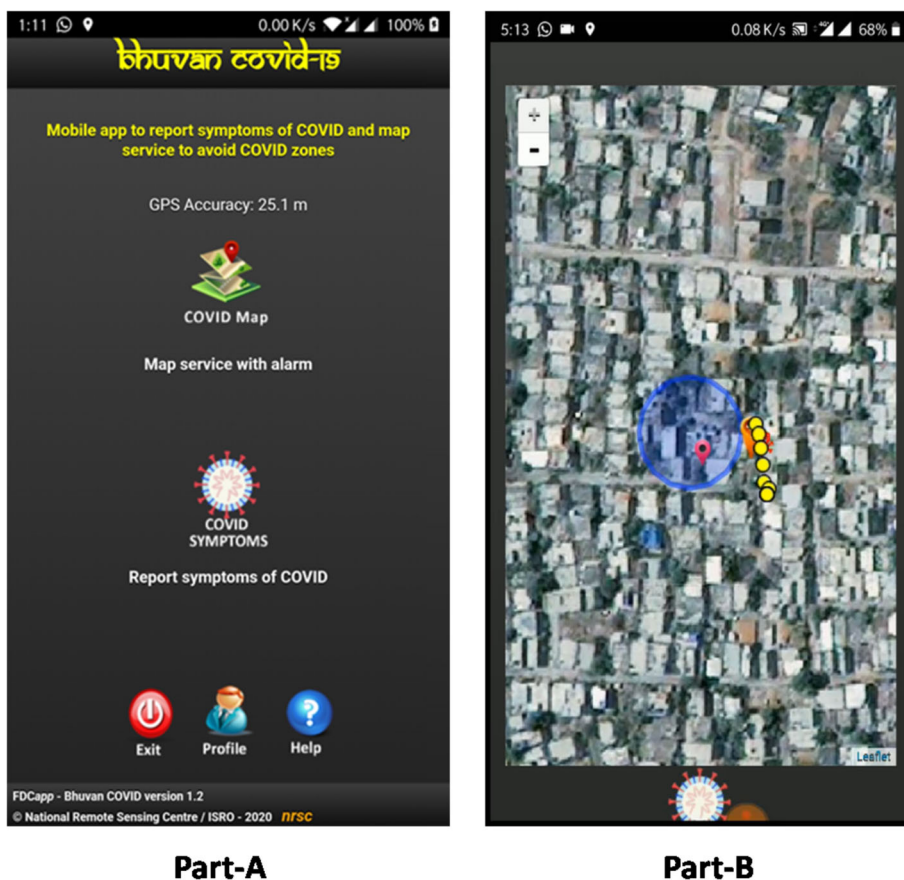 1:11 0.00 K/s 100%
bhuvan covid-19
Mobile app to report symptoms of COVID and map
service to avoid COVID zones
GPS Accuracy: 25.1 m
COVID Map
Map service with alarm
COVID
SYMPTOMS
Report symptoms of COVID
Exit Profile Help
FDCapp - Bhuvan COVID version 1.2
© National Remote Sensing Centre / ISRO - 2020 nrsc
Part-A
5:13 0.08 K/s 4G 68%
+
-
Leaflet
Part-B